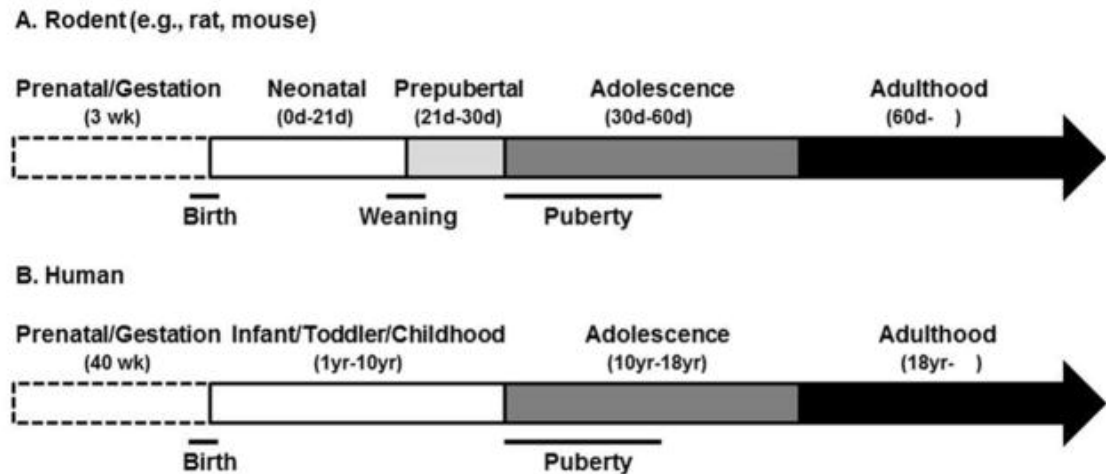 A. Rodent (e.g., rat, mouse)
Prenatal/Gestation Neonatal Prepubertal Adolescence Adulthood
(3 wk) (0d-21d) (21d-30d) (30d-60d) (60d- )
Birth Weaning Puberty
B. Human
Prenatal/Gestation Infant/Toddler/Childhood Adolescence Adulthood
(40 wk) (1yr-10yr) (10yr-18yr) (18yr- )
Birth Puberty